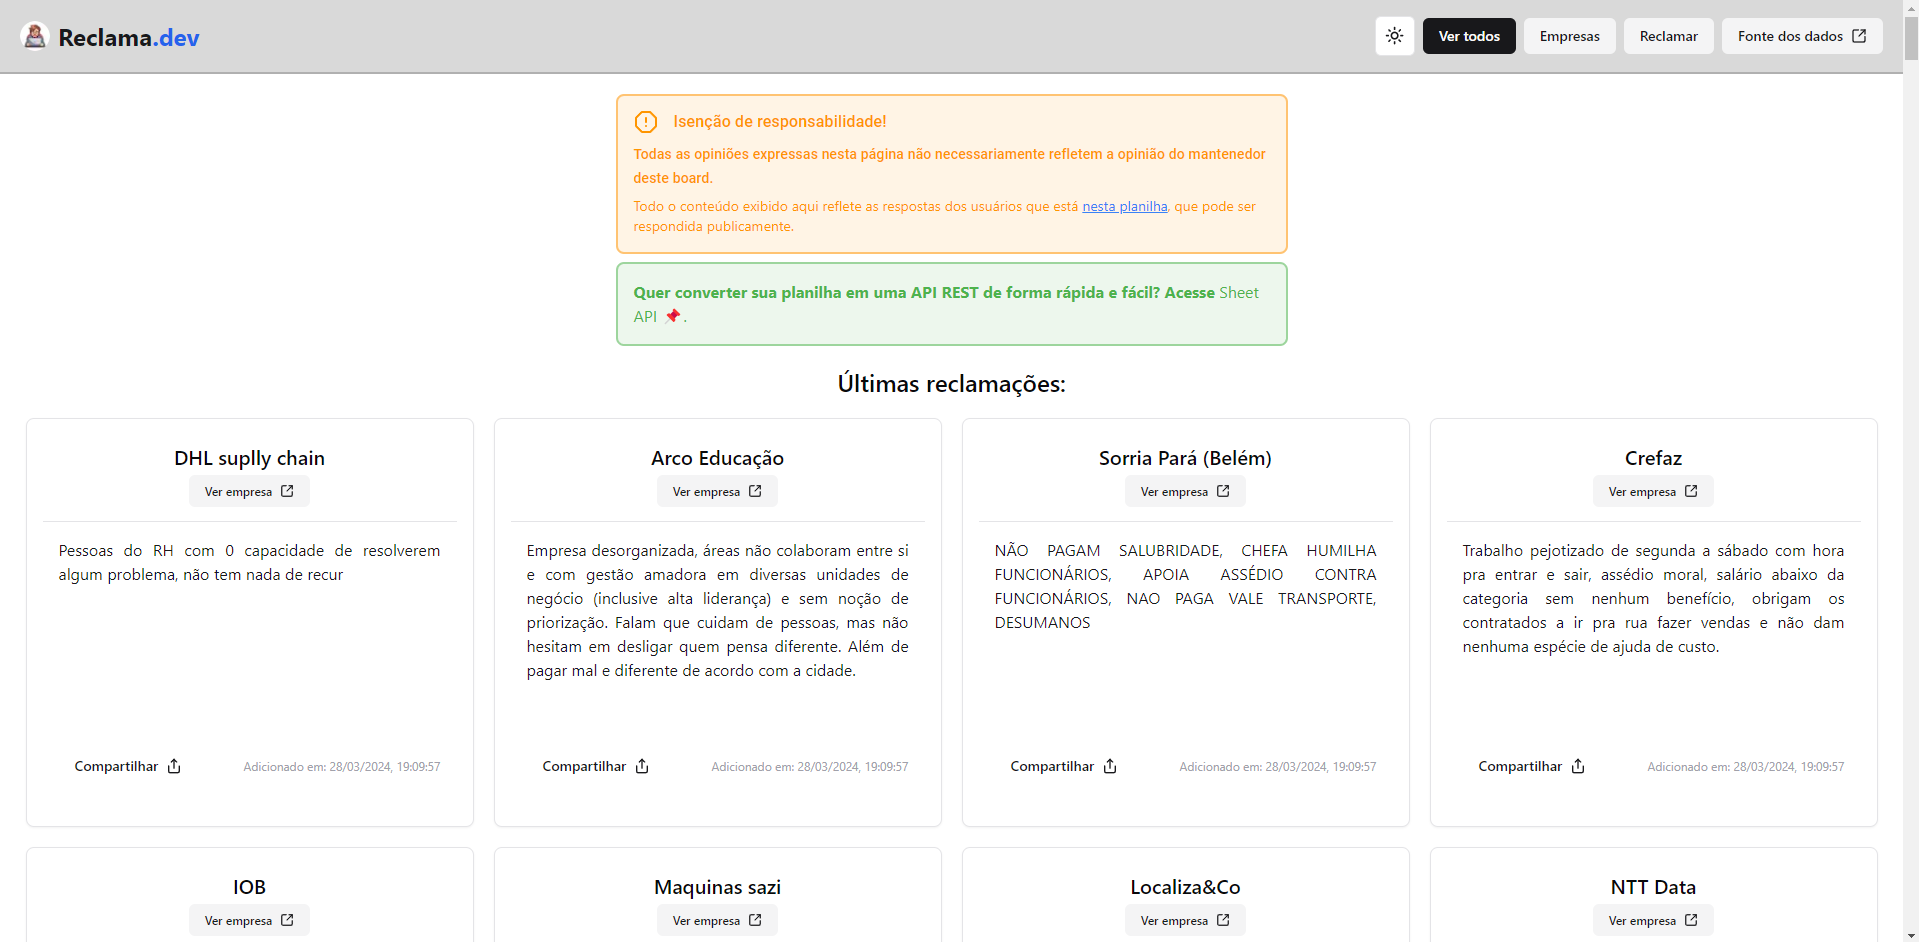 Reclama.dev
Ver todos
Empresas
Reclamar
Fonte dos dados
Isenção de responsabilidade!
Todas as opiniões expressas nesta página não necessariamente refletem a opinião do mantenedor
deste board.
Todo o conteúdo exibido aqui reflete as respostas dos usuários que está nesta planilha, que pode ser
respondida publicamente.
Quer converter sua planilha em uma API REST de forma rápida e fácil? Acesse Sheet
API 📌 .
Últimas reclamações:
DHL suplly chain
Ver empresa
Pessoas do RH com 0 capacidade de resolverem
algum problema, não tem nada de recur
Compartilhar
Adicionado em: 28/03/2024, 19:09:57
Arco Educação
Ver empresa
Empresa desorganizada, áreas não colaboram entre si
e com gestão amadora em diversas unidades de
negócio (inclusive alta liderança) e sem noção de
priorização. Falam que cuidam de pessoas, mas não
hesitam em desligar quem pensa diferente. Além de
pagar mal e diferente de acordo com a cidade.
Compartilhar
Adicionado em: 28/03/2024, 19:09:57
Sorria Pará (Belém)
Ver empresa
NÃO PAGAM SALUBRIDADE, CHEFA HUMILHA
FUNCIONÁRIOS, APOIA ASSÉDIO CONTRA
FUNCIONÁRIOS, NAO PAGA VALE TRANSPORTE,
DESUMANOS
Compartilhar
Adicionado em: 28/03/2024, 19:09:57
Crefaz
Ver empresa
Trabalho pejotizado de segunda a sábado com hora
pra entrar e sair, assédio moral, salário abaixo da
categoria sem nenhum benefício, obrigam os
contratados a ir pra rua fazer vendas e não dam
nenhuma espécie de ajuda de custo.
Compartilhar
Adicionado em: 28/03/2024, 19:09:57
IOB
Ver empresa
Maquinas sazi
Ver empresa
Localiza&Co
Ver empresa
NTT Data
Ver empresa